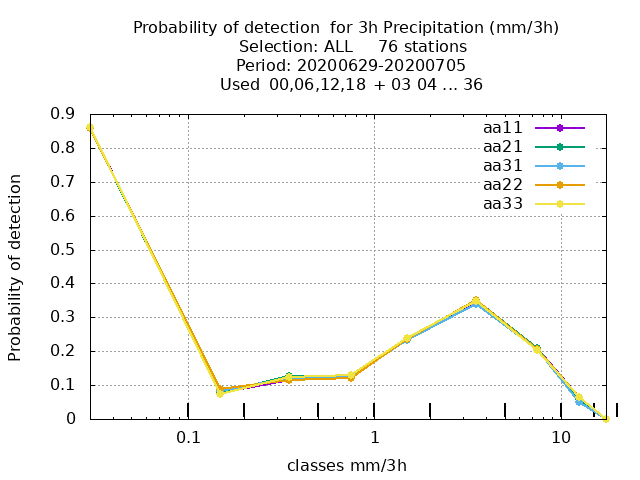 Probability of detection  for 3h Precipitation (mm/3h)
Selection: ALL     76 stations
Period: 20200629-20200705
Used  00,06,12,18  + 03 04 ... 36
0.9
0.8
0.7
0.6
0.5
0.4
0.3
0.2
0.1
0
Probability of detection
aa11
aa21
aa31
aa22
aa33
0.1 1 10
classes mm/3h